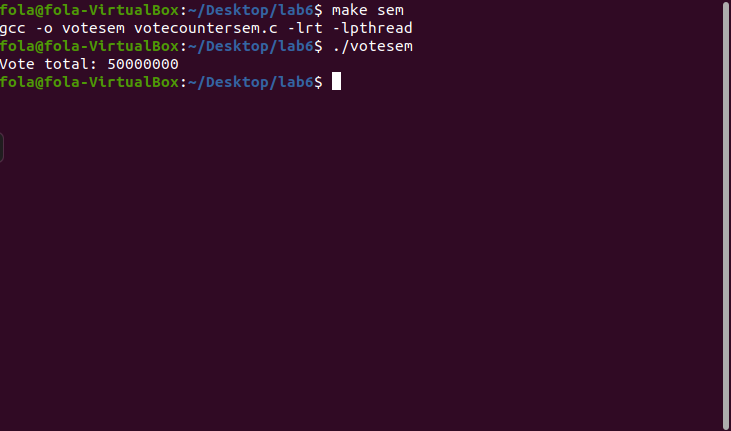 fola@fola-VirtualBox:~/Desktop/lab6$ make sem
gcc -o votesem votecountersem.c -lrt -lpthread
fola@fola-VirtualBox:~/Desktop/lab6$ ./votesem
Vote total: 50000000
fola@fola-VirtualBox:~/Desktop/lab6$